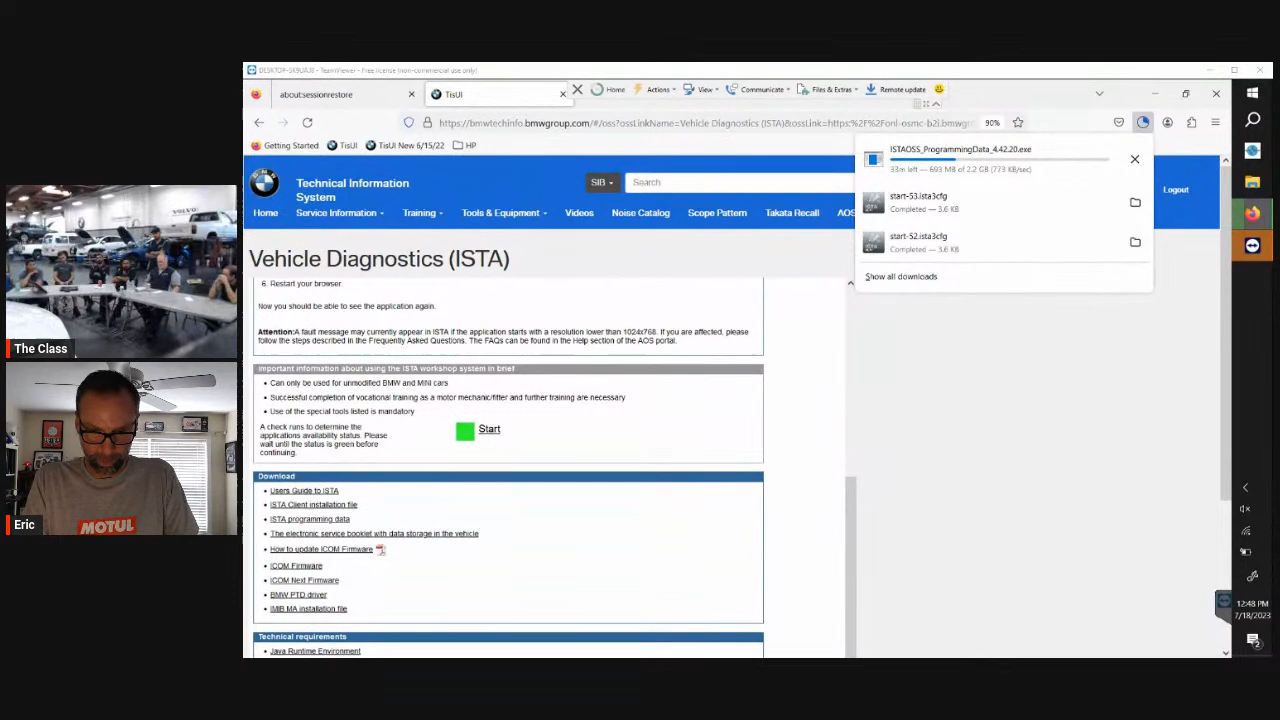 DESKTOP-SK9UAJ8 - TeamViewer - Free license (non-commercial use only)
about:sessionrestore
TisUI
Home
Actions
View
Communicate
Files & Extras
Remote update
https://bmwtechinfo.bmwgroup.com/#/oss?ossLinkName=Vehicle Diagnostics (ISTA)&ossLink=https:%2F%2Fonl-osmc-b2i.bmwgro
90%
Getting Started
TisUI
TisUI New 6/15/22
HP
Technical Information
System
SIB
Search
Logout
Home
Service Information
Training
Tools & Equipment
Videos
Noise Catalog
Scope Pattern
Takata Recall
AOS
ISTAOSS_ProgrammingData_4.42.20.exe
33m left — 693 MB of 2.2 GB (773 KB/sec)
start-53.ista3cfg
Completed — 3.6 KB
start-52.ista3cfg
Completed — 3.6 KB
Show all downloads
Vehicle Diagnostics (ISTA)
6. Restart your browser
Now you should be able to see the application again.
Attention:A fault message may currently appear in ISTA if the application starts with a resolution lower than 1024x768. If you are affected, please
follow the steps described in the Frequently Asked Questions. The FAQs can be found in the Help section of the AOS portal.
Important information about using the ISTA workshop system in brief
Can only be used for unmodified BMW and MINI cars
Successful completion of vocational training as a motor mechanic/fitter and further training are necessary
Use of the special tools listed is mandatory
A check runs to determine the
applications availability status. Please
wait until the status is green before
continuing.
Start
Download
Users Guide to ISTA
ISTA Client installation file
ISTA programming data
The electronic service booklet with data storage in the vehicle
How to update ICOM Firmware
ICOM Firmware
ICOM Next Firmware
BMW PTD driver
IMIB MA installation file
Technical requirements
Java Runtime Environment
VOLVO
The Class
MOTUL
Eric
12:48 PM
7/18/2023
2